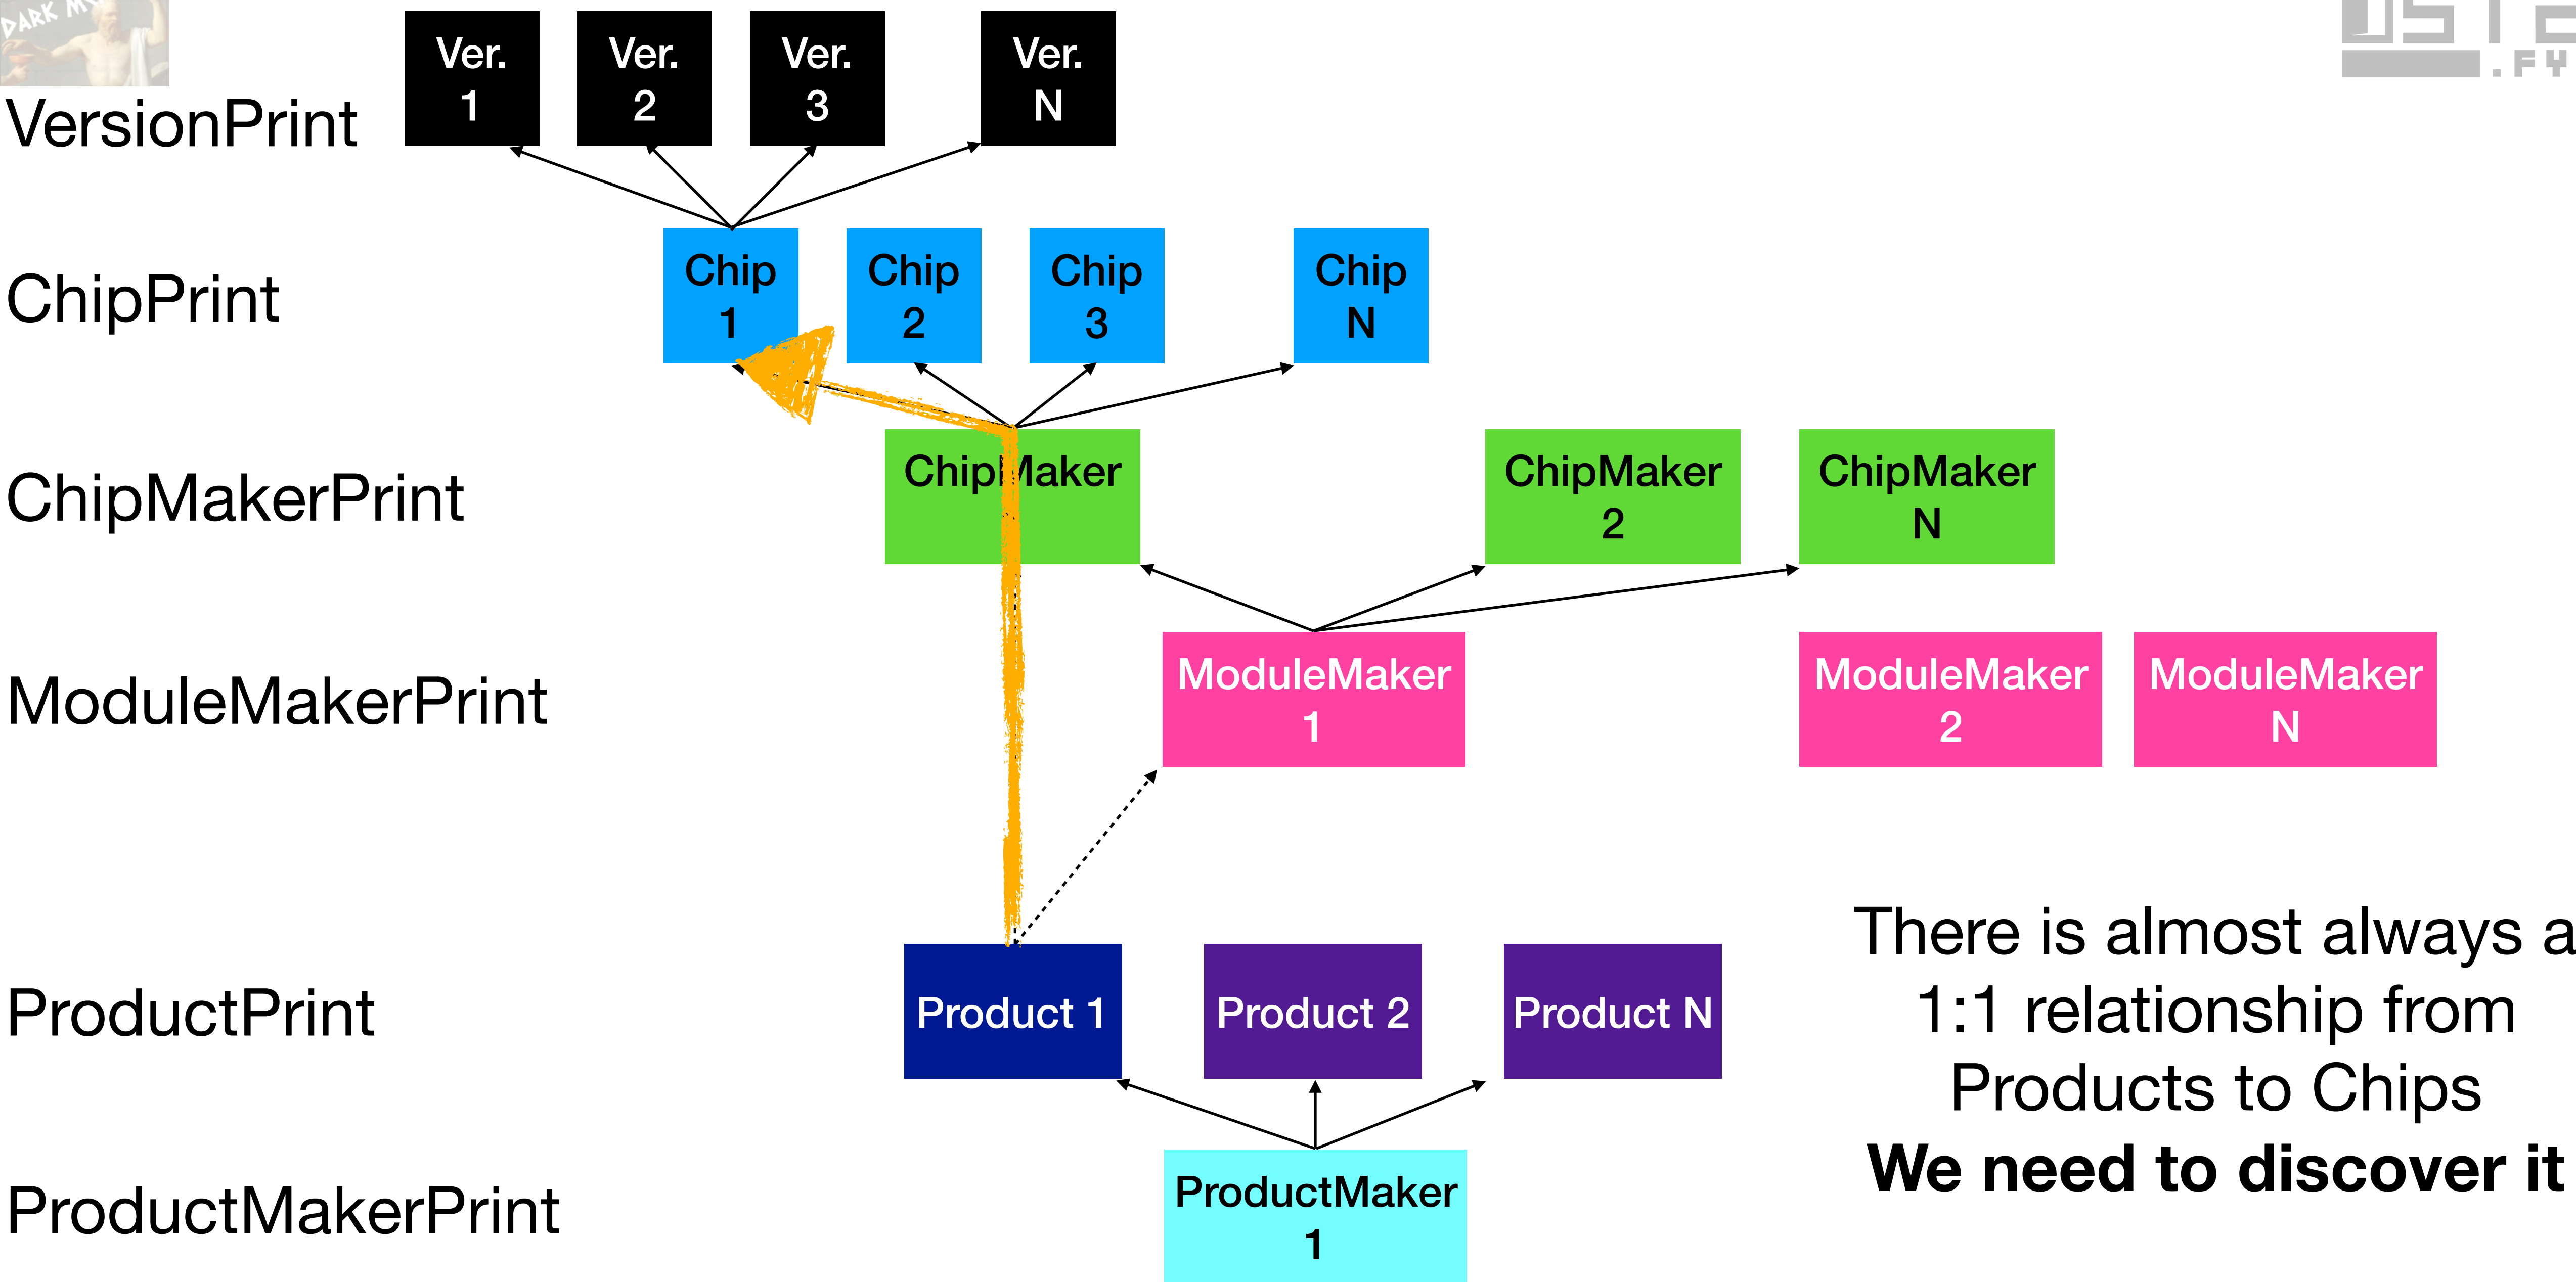 DARK
Ver.
1
Ver.
2
Ver.
3
Ver.
N
VersionPrint
Chip
1
Chip
2
Chip
3
Chip
N
ChipPrint
ChipMaker
ChipMaker
2
ChipMaker
N
ChipMakerPrint
ModuleMaker
1
ModuleMaker
2
ModuleMaker
N
ModuleMakerPrint
Product 1
Product 2
Product N
ProductPrint
There is almost always a
1:1 relationship from
Products to Chips
We need to discover it
ProductMaker
1
ProductMakerPrint